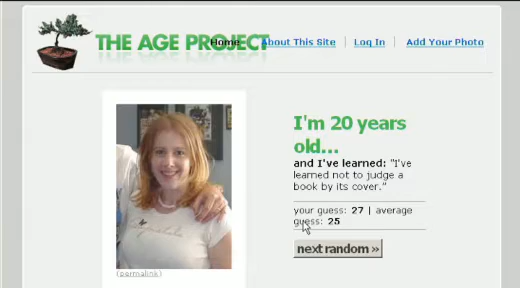 THE AGE PROJECT
Home About This Site Log In Add Your Photo
I'm 20 years
old...
and I've learned: "I've
learned not to judge a
book by its cover."
your guess: 27 | average
guess: 25
next random »
(permalink)